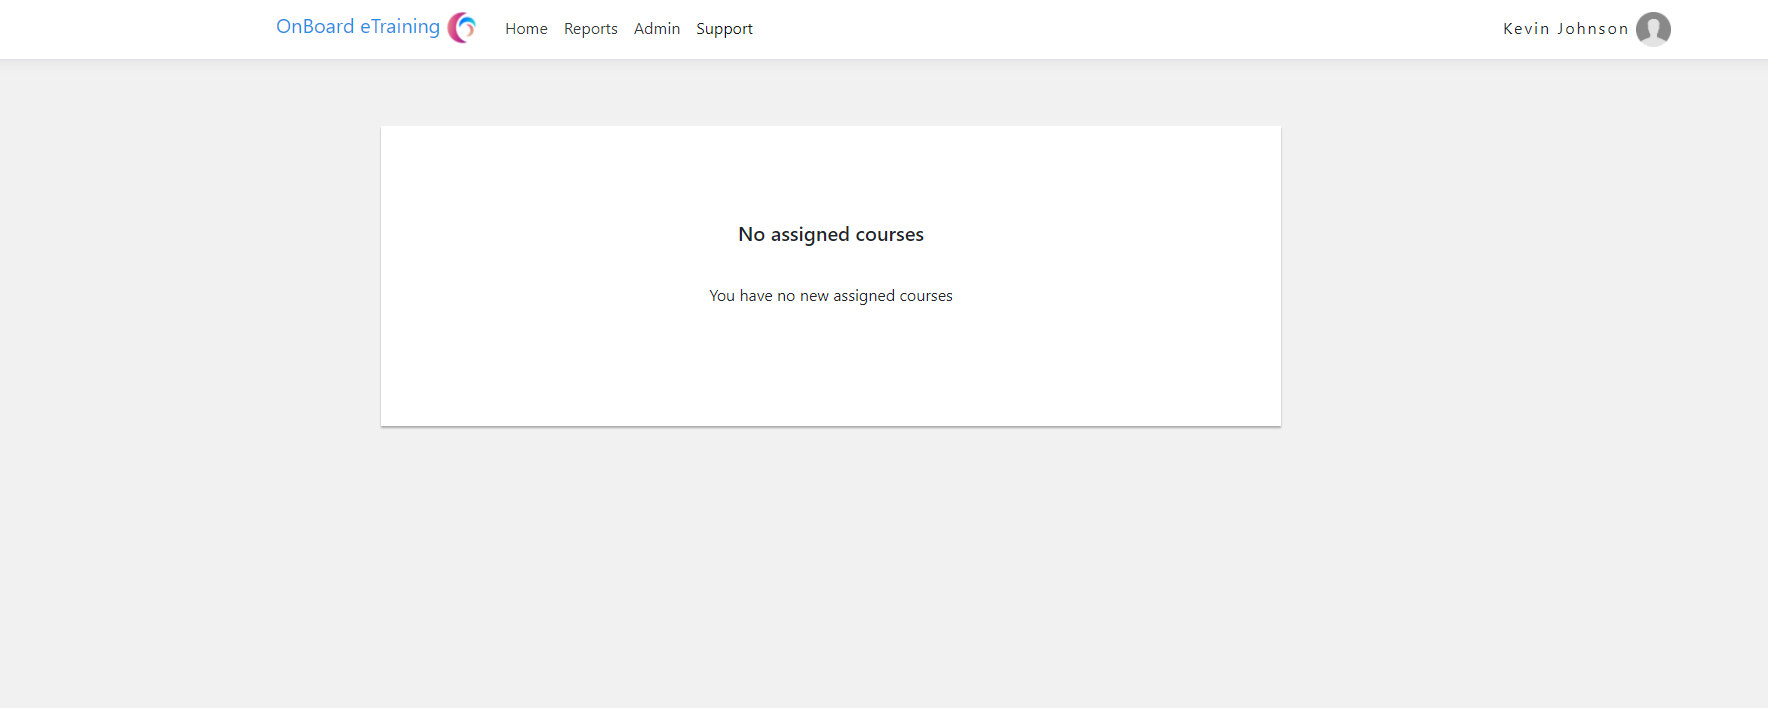 OnBoard eTraining Home Reports Admin Support Kevin Johnson
No assigned courses
You have no new assigned courses